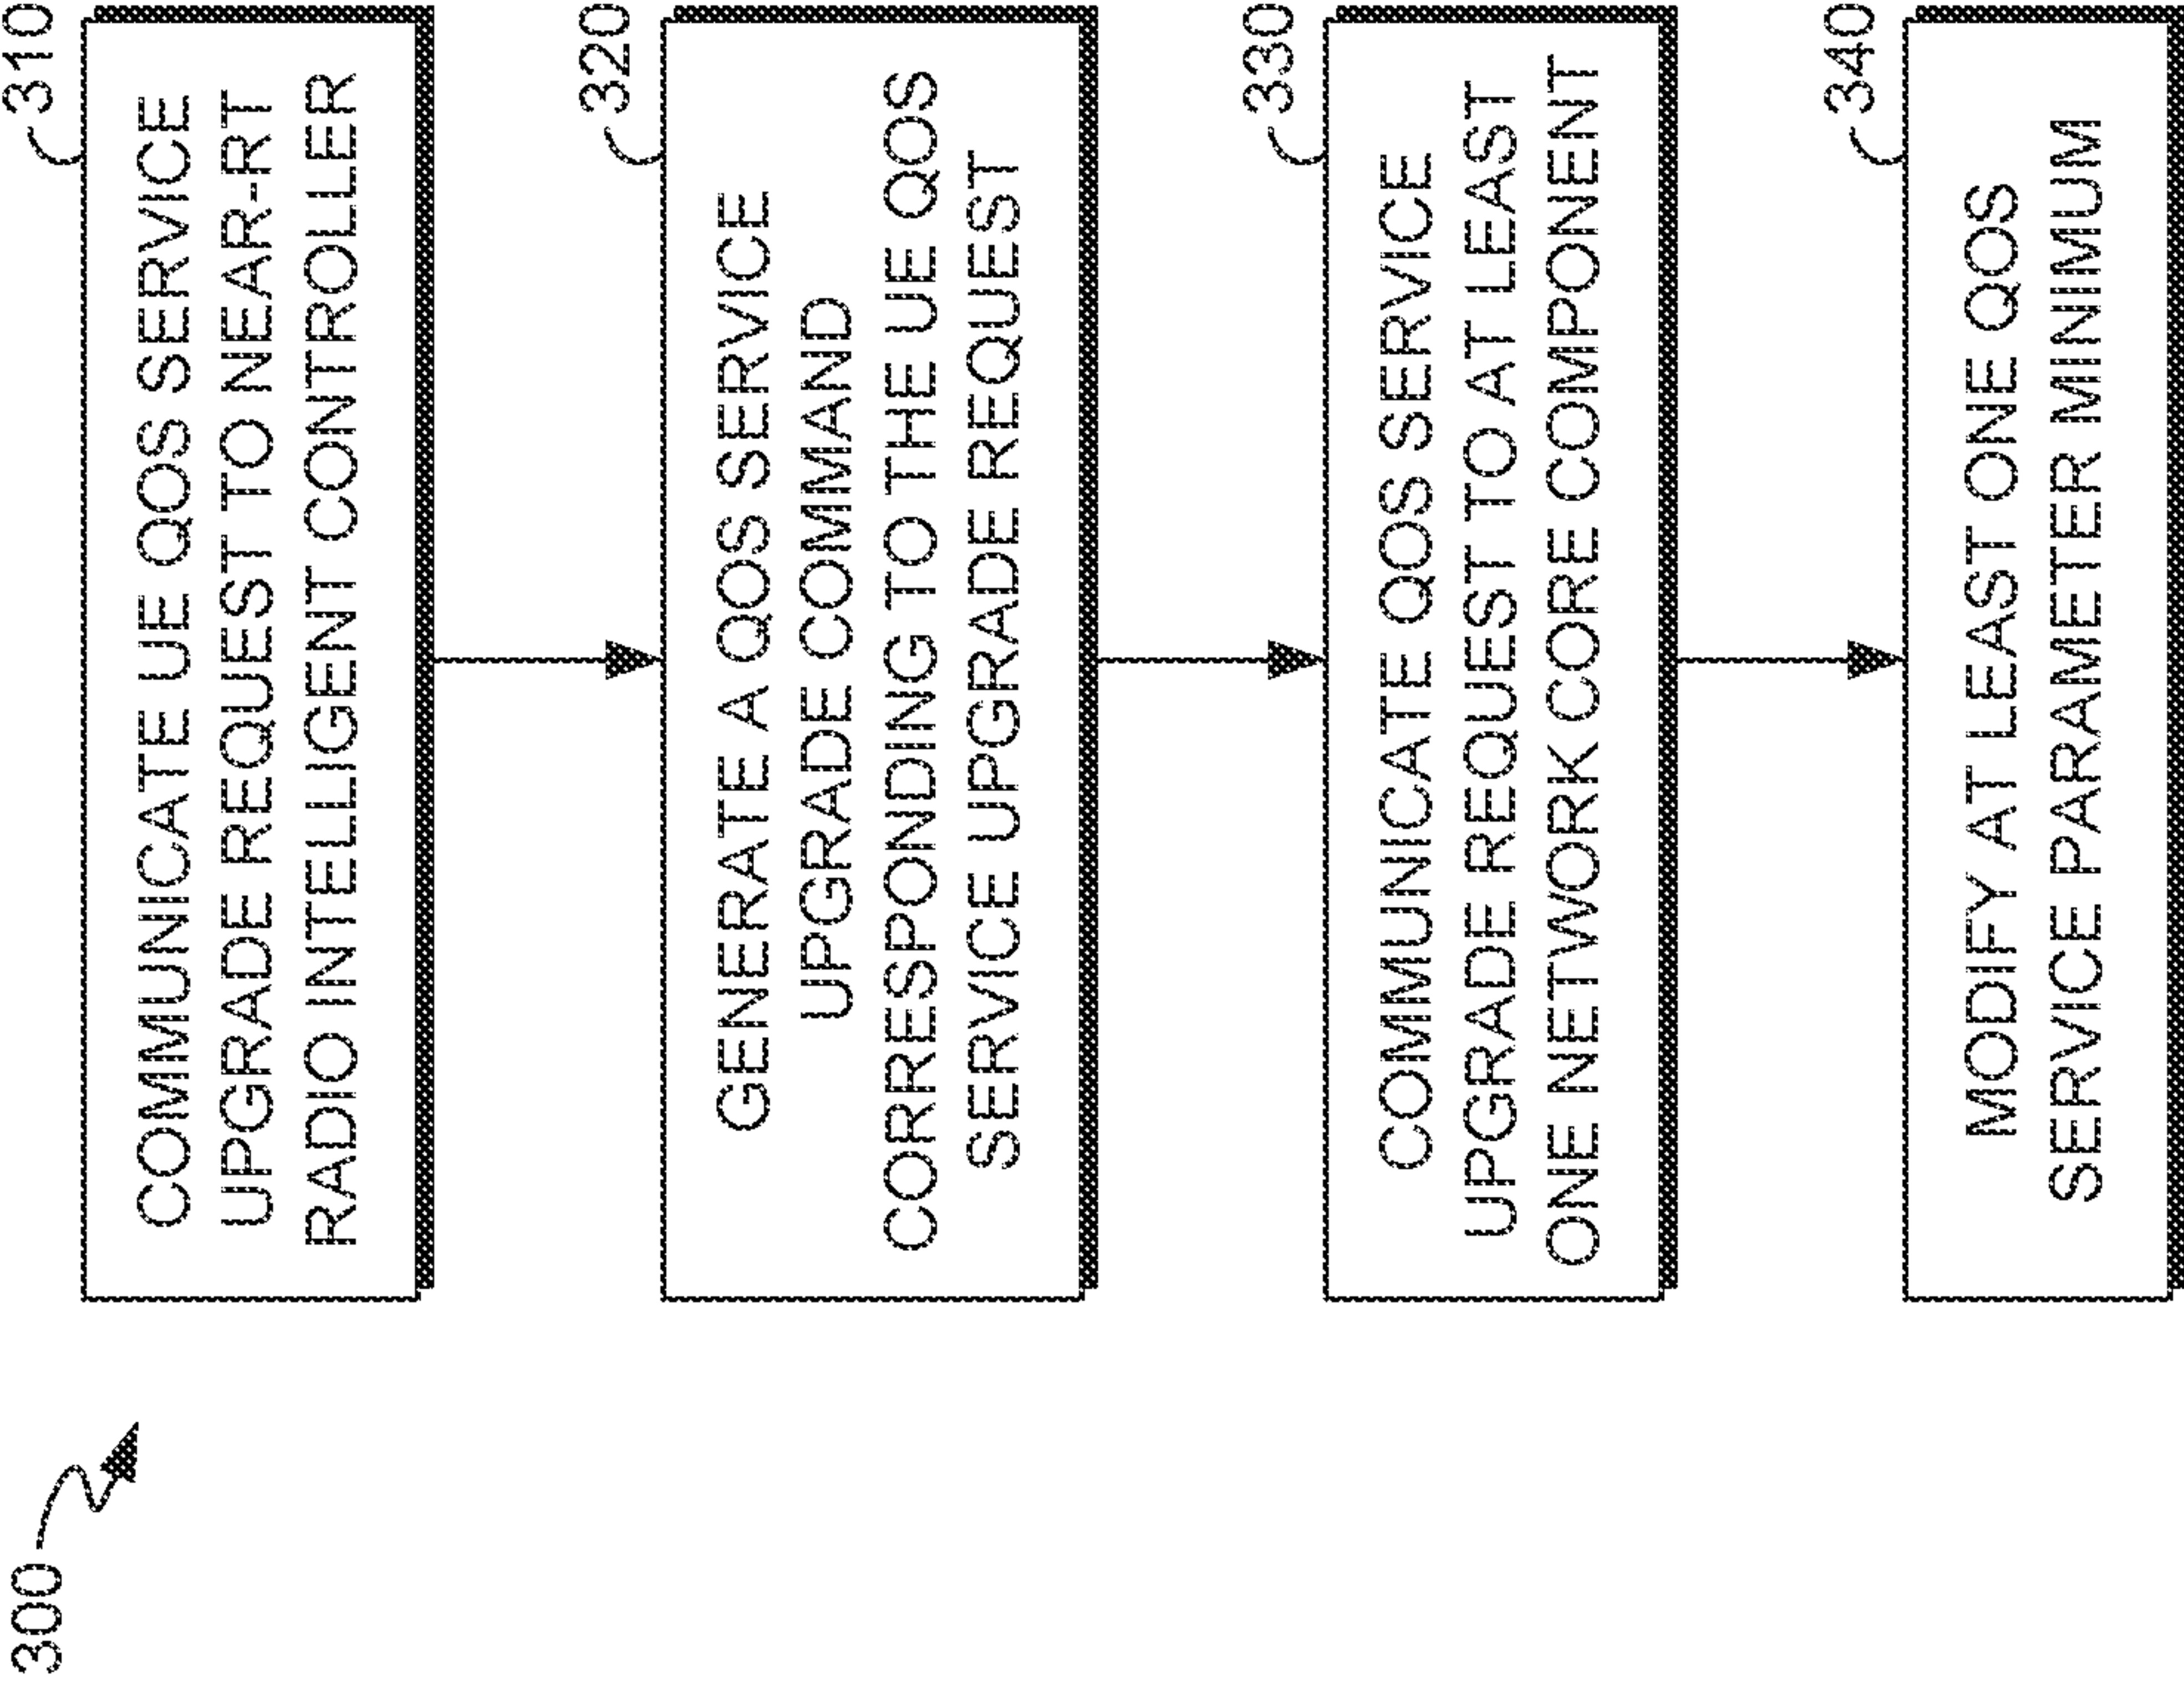 300
310
COMMUNICATE UE QOS SERVICE
UPGRADE REQUEST TO NEAR-RT
RADIO INTELLIGENT CONTROLLER
320
GENERATE A QOS SERVICE
UPGRADE COMMAND
CORRESPONDING TO THE UE QOS
SERVICE UPGRADE REQUEST
330
COMMUNICATE QOS SERVICE
UPGRADE REQUEST TO AT LEAST
ONE NETWORK CORE COMPONENT
340
MODIFY AT LEAST ONE QOS
SERVICE PARAMETER MINIMUM